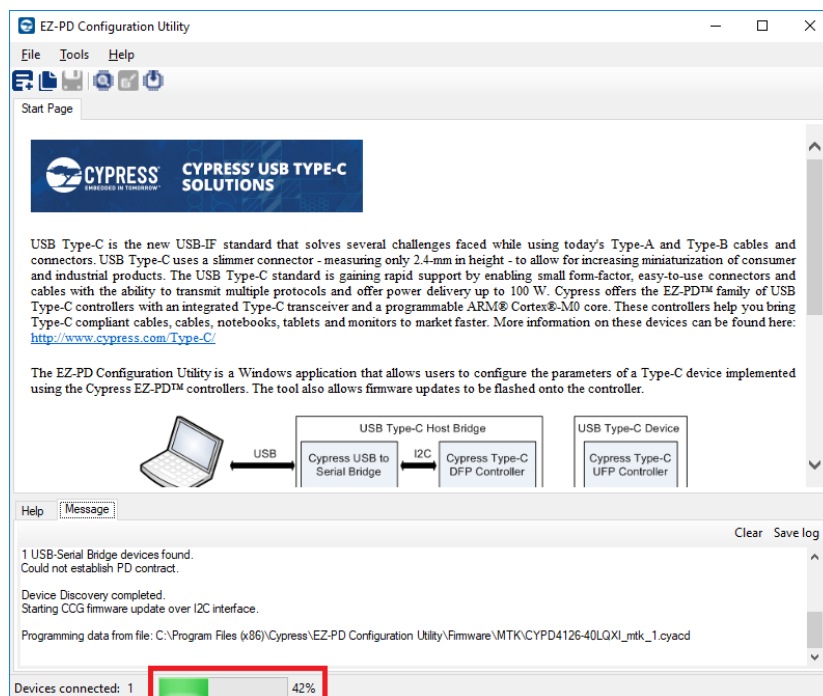 EZ-PD Configuration Utility
File Tools Help
Start Page
CYPRESS®
EMBEDDED IN TOMORROW™
CYPRESS' USB TYPE-C
SOLUTIONS
USB Type-C is the new USB-IF standard that solves several challenges faced while using today's Type-A and Type-B cables and
connectors. USB Type-C uses a slimmer connector - measuring only 2.4-mm in height - to allow for increasing miniaturization of consumer
and industrial products. The USB Type-C standard is gaining rapid support by enabling small form-factor, easy-to-use connectors and
cables with the ability to transmit multiple protocols and offer power delivery up to 100 W. Cypress offers the EZ-PD™ family of USB
Type-C controllers with an integrated Type-C transceiver and a programmable ARM® Cortex®-M0 core. These controllers help you bring
Type-C compliant cables, cables, notebooks, tablets and monitors to market faster. More information on these devices can be found here:
http://www.cypress.com/Type-C/
The EZ-PD Configuration Utility is a Windows application that allows users to configure the parameters of a Type-C device implemented
using the Cypress EZ-PD™ controllers. The tool also allows firmware updates to be flashed onto the controller.
USB
USB Type-C Host Bridge
Cypress USB to
Serial Bridge
I2C
Cypress Type-C
DFP Controller
USB Type-C Device
Cypress Type-C
UFP Controller
Help Message
Clear Save log
1 USB-Serial Bridge devices found.
Could not establish PD contract.
Device Discovery completed.
Starting CCG firmware update over I2C interface.
Programming data from file: C:\Program Files (x86)\Cypress\EZ-PD Configuration Utility\Firmware\MTK\CYPD4126-40LQXI_mtk_1.cyacd
Devices connected: 1 42%